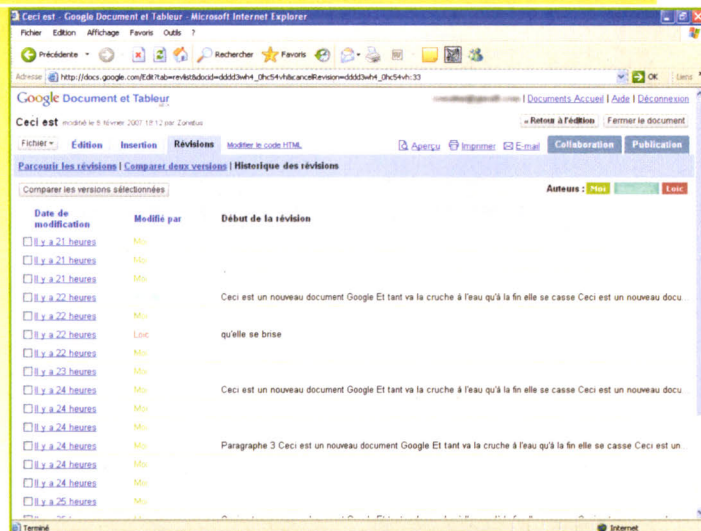 Ceci est - Google Document et Tableur - Microsoft Internet Explorer
Fichier Edition Affichage Favoris Outils ?
Précédente Rechercher Favoris
Adresse http://docs.google.com/Edit?tab=revlist&docid=dddd3wh4_0hc54vh&cancelRevision=dddd3wh4_0hc54vh:33 OK Liens
Google Document et Tableur
Documents Accueil | Aide | Déconnexion
Ceci est modifié le 8 février 2007 18:12 par Zonetus « Retour à l'édition Fermer le document
Fichier Édition Insertion Révisions Modifier le code HTML Aperçu Imprimer E-mail Collaboration Publication
Parcourir les révisions | Comparer deux versions | Historique des révisions
Comparer les versions sélectionnées Auteurs : Moi Loic
Date de modification Modifié par Début de la révision
Il y a 21 heures Moi
Il y a 21 heures Moi
Il y a 21 heures Moi .
Il y a 22 heures Ceci est un nouveau document Google Et tant va la cruche à l'eau qu'à la fin elle se casse Ceci est un nouveau docu...
Il y a 22 heures Moi
Il y a 22 heures Loic qu'elle se brise
Il y a 22 heures Moi
Il y a 23 heures Moi
Il y a 24 heures Moi Ceci est un nouveau document Google Et tant va la cruche à l'eau qu'à la fin elle se casse Ceci est un nouveau docu...
Il y a 24 heures Moi
Il y a 24 heures Moi Paragraphe 3 Ceci est un nouveau document Google Et tant va la cruche à l'eau qu'à la fin elle se casse Ceci est un...
Il y a 24 heures Moi
Il y a 24 heures Moi
Il y a 25 heures Moi
Terminé Internet